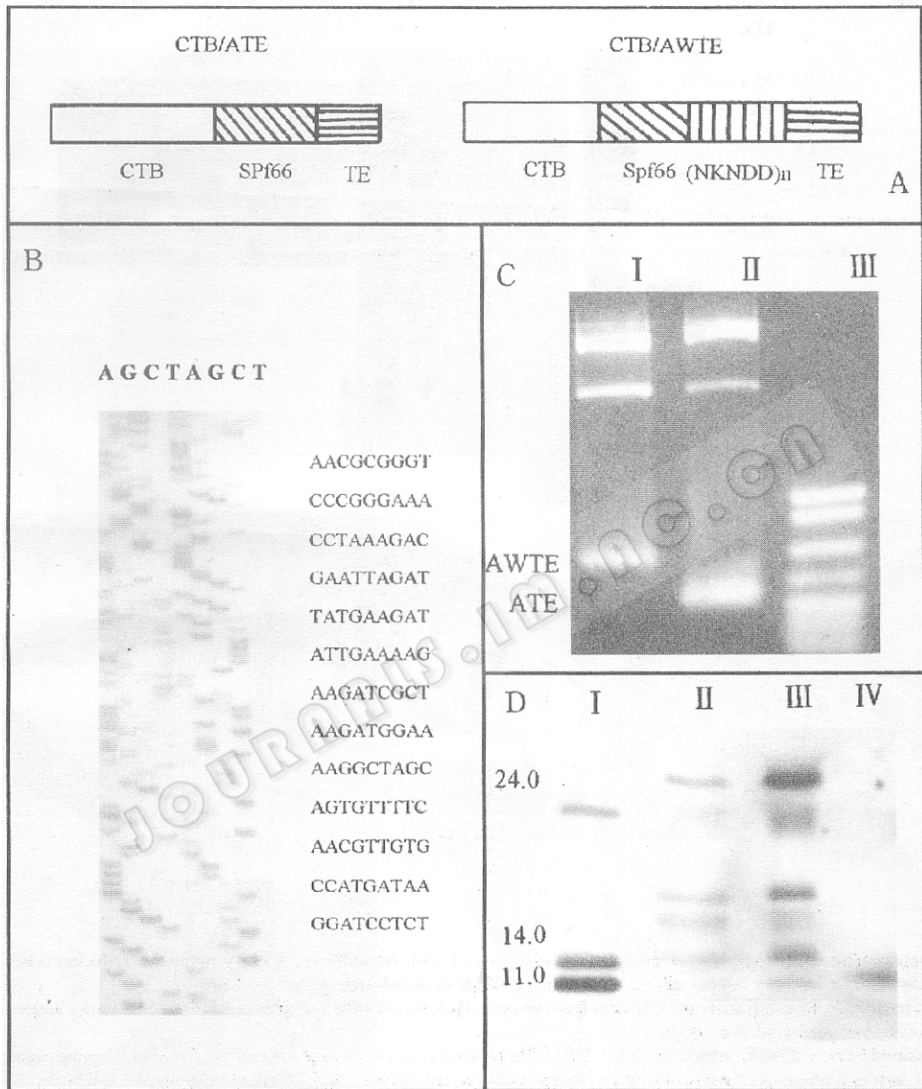 CTB/ATE
CTB/AWTE
CTB SPf66 TE
CTB Spf66 (NKNDD)n TE
A
B
A G C T A G C T
AACGCGGGT
CCCGGGAAA
CCTAAAGAC
GAATTAGAT
TATGAAGAT
ATTGAAAAG
AAGATCGCT
AAGATGGAA
AAGGCTAGC
AGTGTTTTC
AACGTTGTG
CCATGATAA
GGATCCTCT
C I II III
AWTE
ATE
D I II III IV
24.0
14.0
11.0
JOURNALS.IM.AC.CN